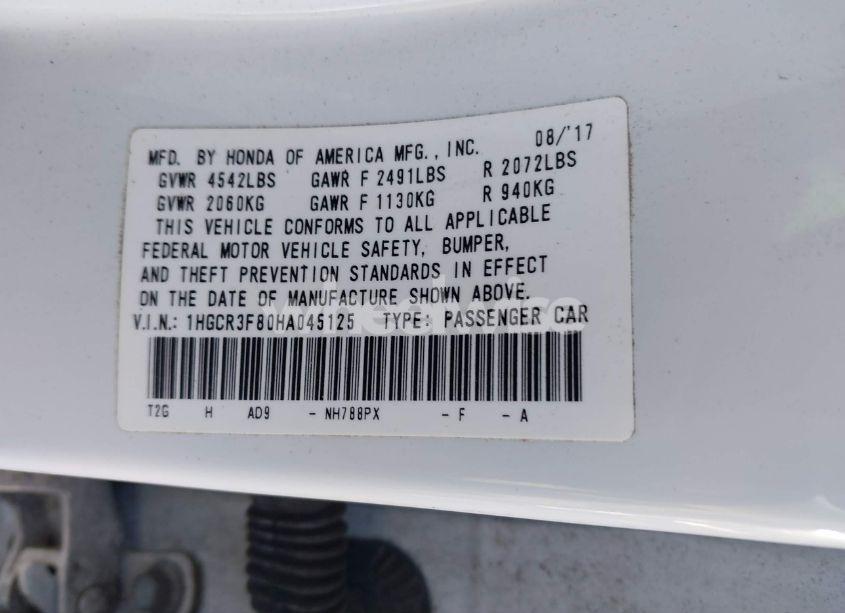 MFD. BY HONDA OF AMERICA MFG., INC. 08/'17
GVWR 4542LBS GAWR F 2491LBS R 2072LBS
GVWR 2060KG GAWR F 1130KG R 940KG
THIS VEHICLE CONFORMS TO ALL APPLICABLE
FEDERAL MOTOR VEHICLE SAFETY, BUMPER,
AND THEFT PREVENTION STANDARDS IN EFFECT
ON THE DATE OF MANUFACTURE SHOWN ABOVE.
V.I.N.: 1HGCR3F80HA045125 TYPE: PASSENGER CAR
T2G H AD9 - NH788PX - F - A